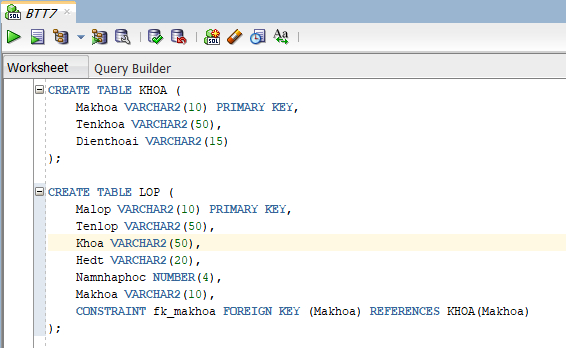 BTT7
SQL
Aa
Worksheet Query Builder
CREATE TABLE KHOA (
Makhoa VARCHAR2(10) PRIMARY KEY,
Tenkhoa VARCHAR2(50),
Dienthoai VARCHAR2(15)
);
CREATE TABLE LOP (
Malop VARCHAR2(10) PRIMARY KEY,
Tenlop VARCHAR2(50),
Khoa VARCHAR2(50),
Hedt VARCHAR2(20),
Namnhaphoc NUMBER(4),
Makhoa VARCHAR2(10),
CONSTRAINT fk_makhoa FOREIGN KEY (Makhoa) REFERENCES KHOA(Makhoa)
);